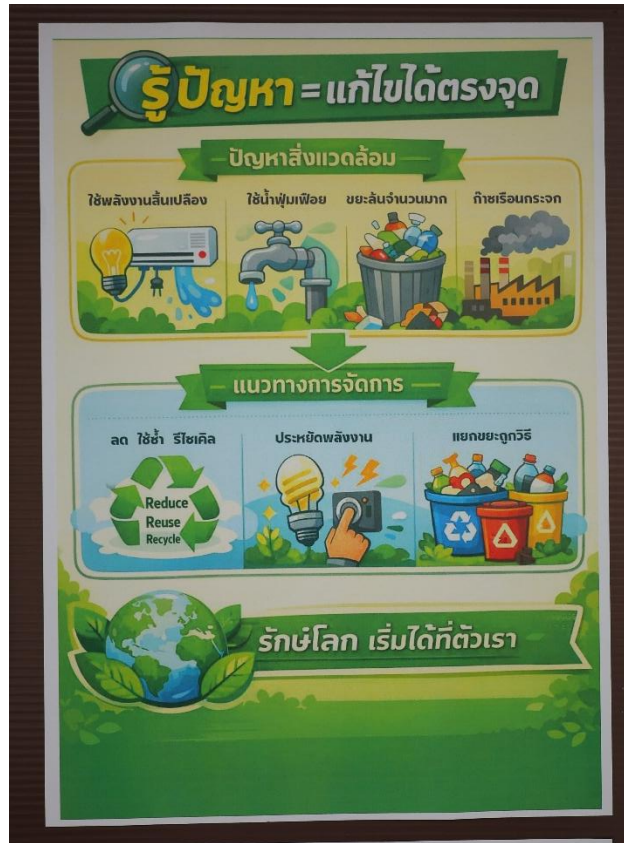 รู้ปัญหา = แก้ไขได้ตรงจุด
ปัญหาสิ่งแวดล้อม
ใช้พลังงานสิ้นเปลือง
ใช้น้ำฟุ่มเฟือย
ขยะล้นจำนวนมาก
ก๊าซเรือนกระจก
แนวทางการจัดการ
ลด ใช้ซ้ำ รีไซเคิล
Reduce
Reuse
Recycle
ประหยัดพลังงาน
แยกขยะถูกวิธี
รักษ์โลก เริ่มได้ที่ตัวเรา